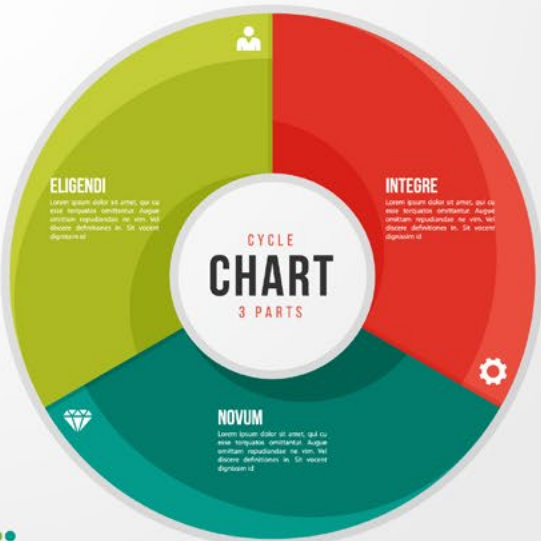 CYCLE
CHART
3 PARTS
ELIGENDI
Lorem ipsum dolor sit amet, qui cu
esse torquatos omittantur. Augue
omittam repudiandae ne vim. Vel
discere definitiones in. Sit vocent
dignissim id
INTEGRE
Lorem ipsum dolor sit amet, qui cu
esse torquatos omittantur. Augue
omittam repudiandae ne vim. Vel
discere definitiones in. Sit vocent
dignissim id
NOVUM
Lorem ipsum dolor sit amet, qui cu
esse torquatos omittantur. Augue
omittam repudiandae ne vim. Vel
discere definitiones in. Sit vocent
dignissim id